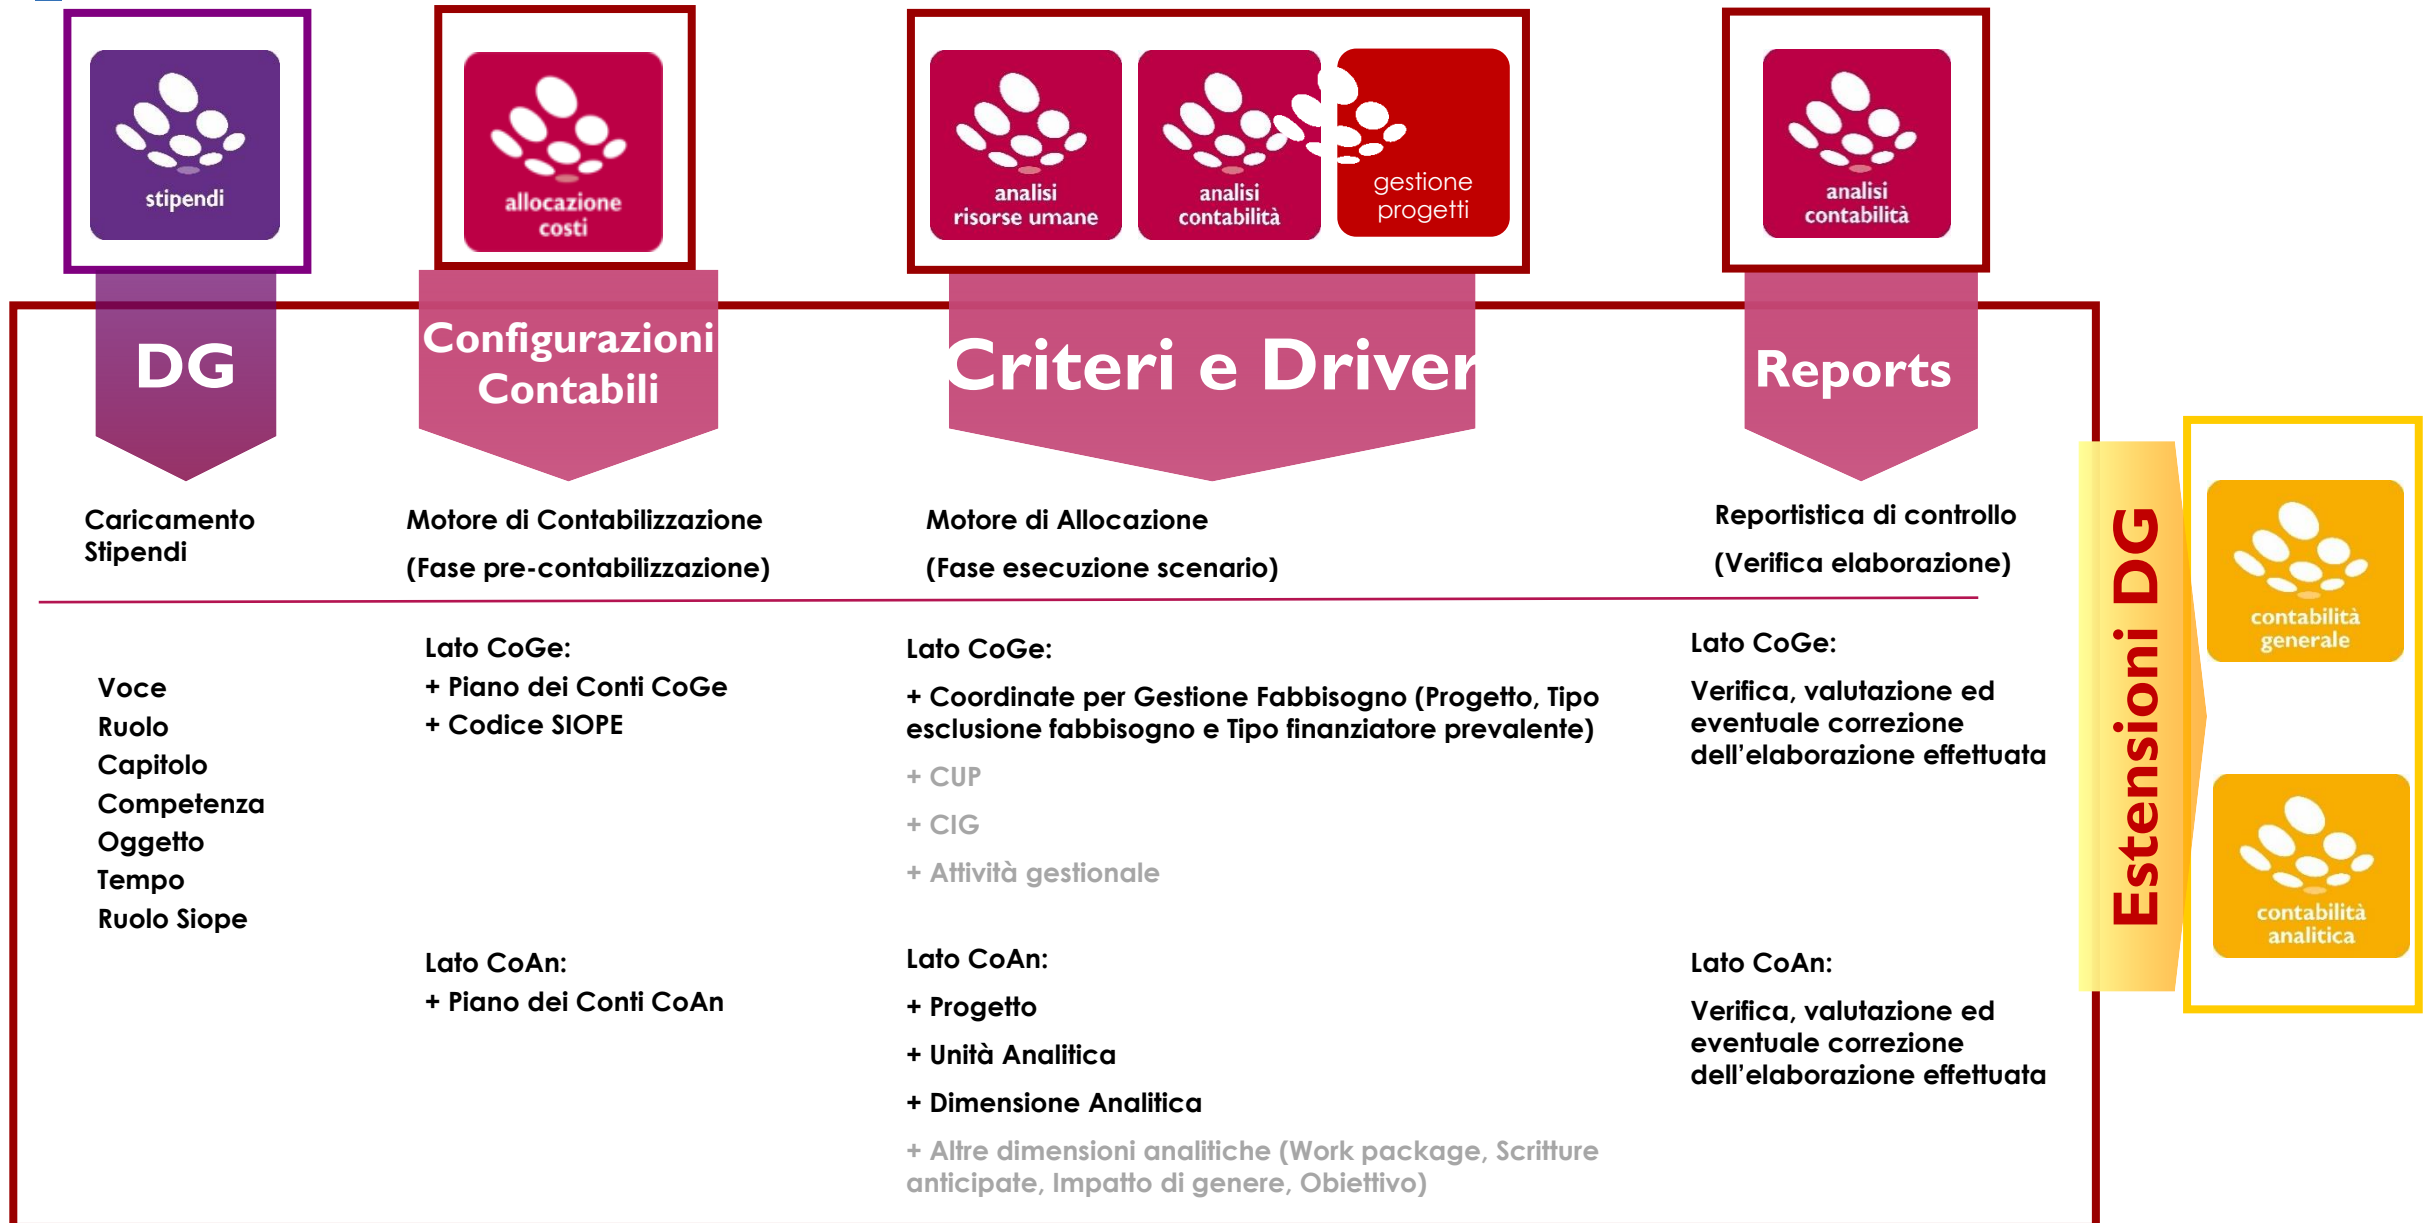 stipendi
allocazione
costi
analisi
risorse umane
analisi
contabilità
gestione
progetti
analisi
contabilità
DG
Configurazioni
Contabili
Criteri e Driver
Reports
Caricamento
Stipendi
Motore di Contabilizzazione
(Fase pre-contabilizzazione)
Motore di Allocazione
(Fase esecuzione scenario)
Reportistica di controllo
(Verifica elaborazione)
Voce
Ruolo
Capitolo
Competenza
Oggetto
Tempo
Ruolo Siope
Lato CoGe:
+ Piano dei Conti CoGe
+ Codice SIOPE
Lato CoAn:
+ Piano dei Conti CoAn
Lato CoGe:
+ Coordinate per Gestione Fabbisogno (Progetto, Tipo
esclusione fabbisogno e Tipo finanziatore prevalente)
+ CUP
+ CIG
+ Attività gestionale
Lato CoAn:
+ Progetto
+ Unità Analitica
+ Dimensione Analitica
+ Altre dimensioni analitiche (Work package, Scritture
anticipate, Impatto di genere, Obiettivo)
Lato CoGe:
Verifica, valutazione ed
eventuale correzione
dell’elaborazione effettuata
Lato CoAn:
Verifica, valutazione ed
eventuale correzione
dell’elaborazione effettuata
Estensioni DG
contabilità
generale
contabilità
analitica